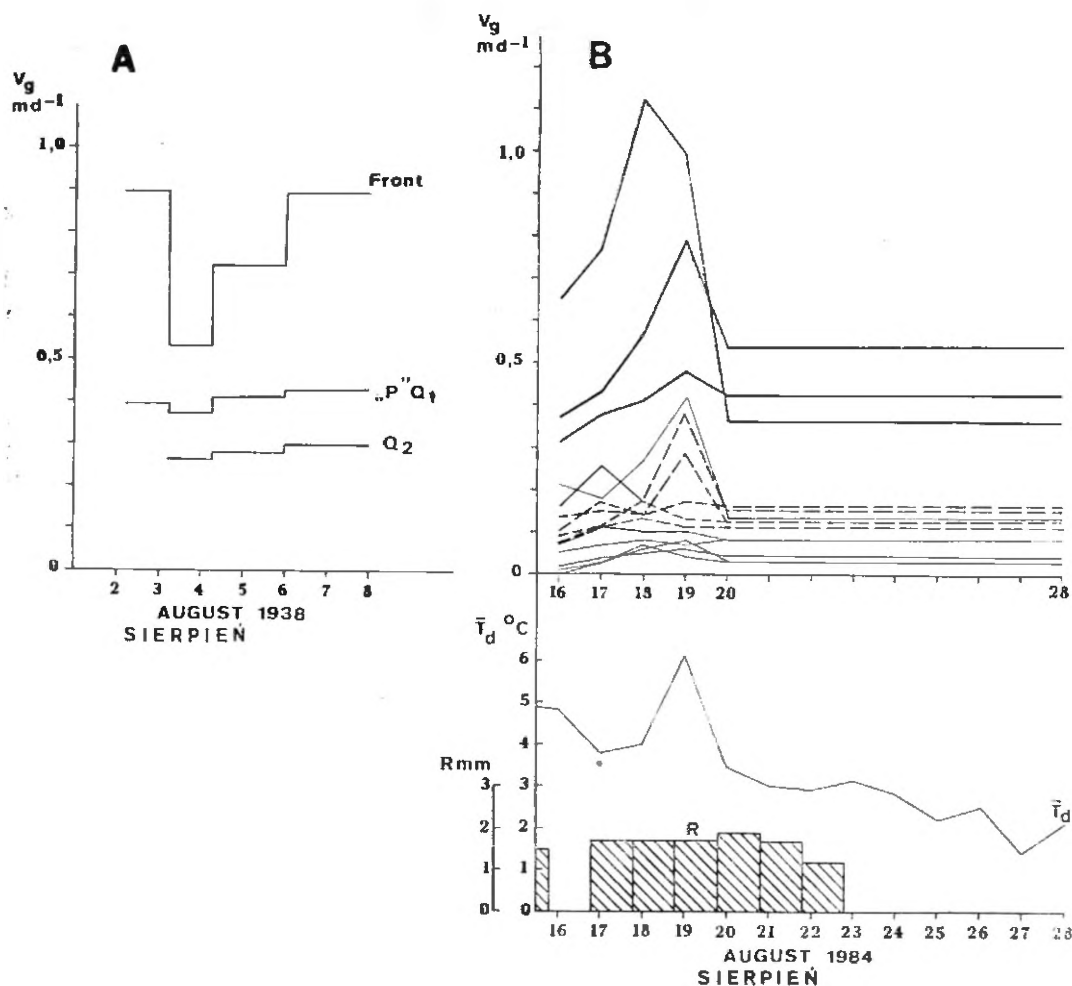 A
Vg
md-1
1,0
0,5
0
Front
„P”Q1
Q2
2 3 4 5 6 7 8
AUGUST 1938
SIERPIEŃ
B
Vg
md-1
1,0
0,5
0
16 17 18 19 20 28
T̄d °C
6
5
4
3
2
1
0
Rmm
3
2
1
0
R
T̄d
16 17 18 19 20 21 22 23 24 25 26 27 28
AUGUST 1984
SIERPIEŃ